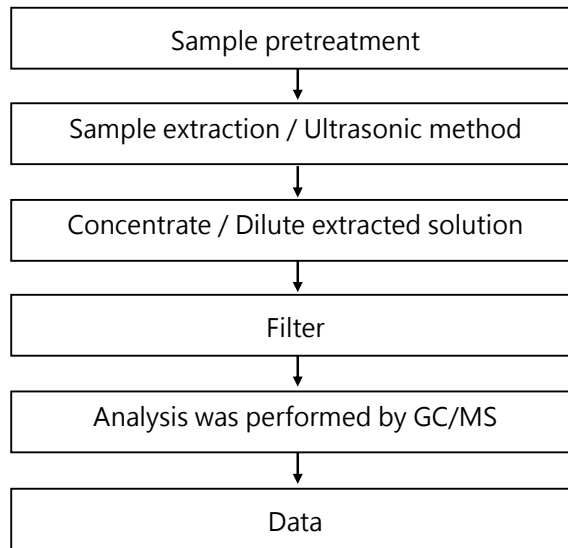 Sample pretreatment
Sample extraction / Ultrasonic method
Concentrate / Dilute extracted solution
Filter
Analysis was performed by GC/MS
Data